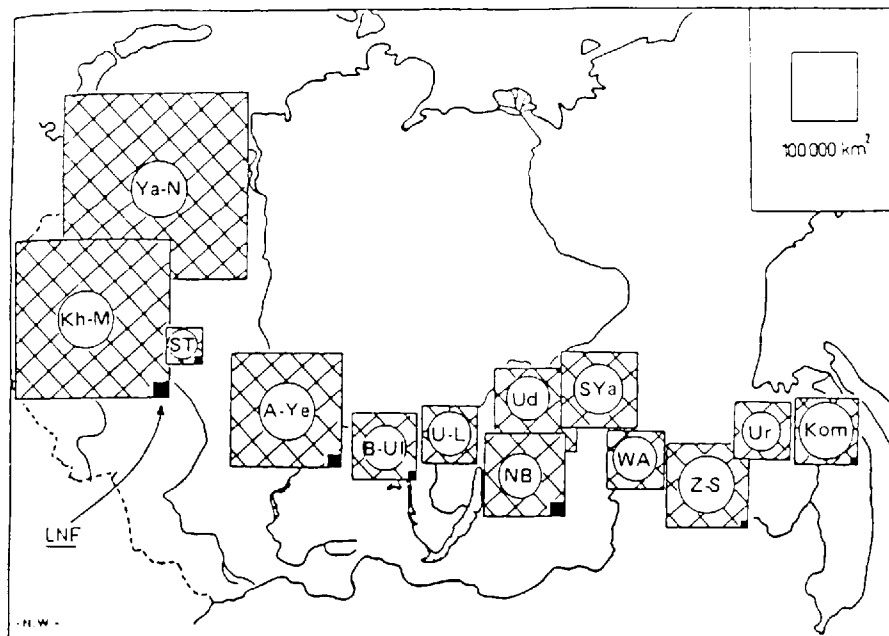 100 000 km²
Ya-N
Kh-M
ST
A-Ye
B-Ul
U-L
Ud
SYa
NB
WA
Z-S
Ur
Kom
LNF
-N.W-